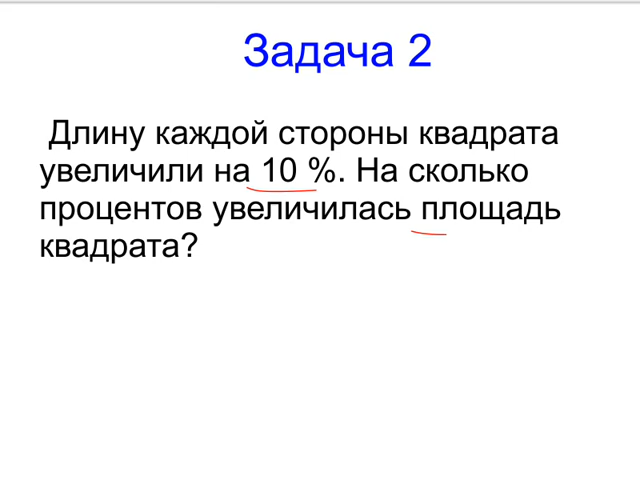 Задача 2
Длину каждой стороны квадрата
увеличили на 10 %. На сколько
процентов увеличилась площадь
квадрата?